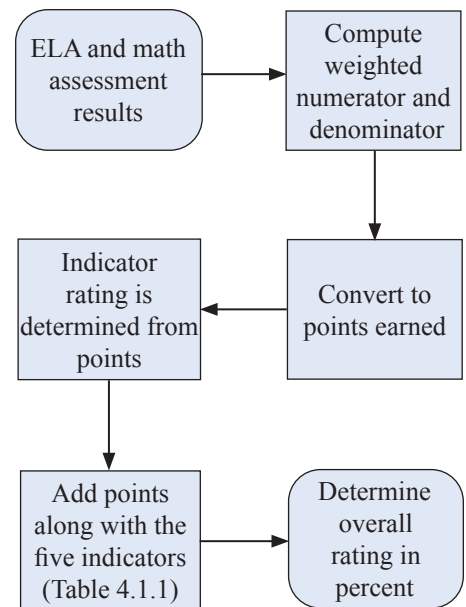 ELA and math
assessment
results
Compute
weighted
numerator and
denominator
Convert to
points earned
Indicator
rating is
determined from
points
Add points
along with the
five indicators
(Table 4.1.1)
Determine
overall
rating in
percent